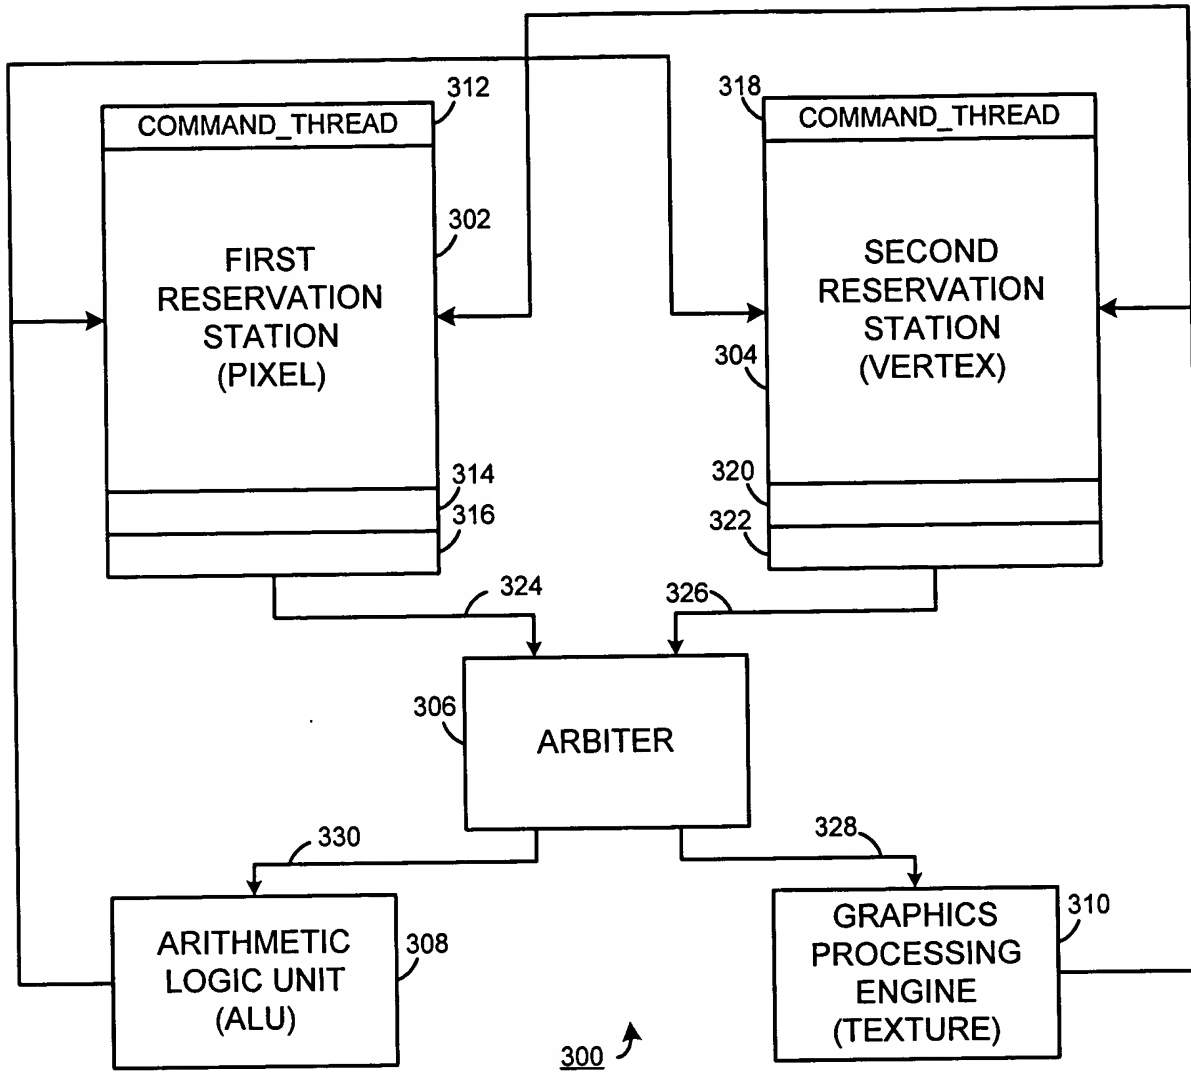 312
318
COMMAND_THREAD
COMMAND_THREAD
302
FIRST
RESERVATION
STATION
(PIXEL)
SECOND
RESERVATION
STATION
(VERTEX)
304
314
316
320
322
324
326
306
ARBITER
330
328
ARITHMETIC
LOGIC UNIT
(ALU)
308
GRAPHICS
PROCESSING
ENGINE
(TEXTURE)
310
300